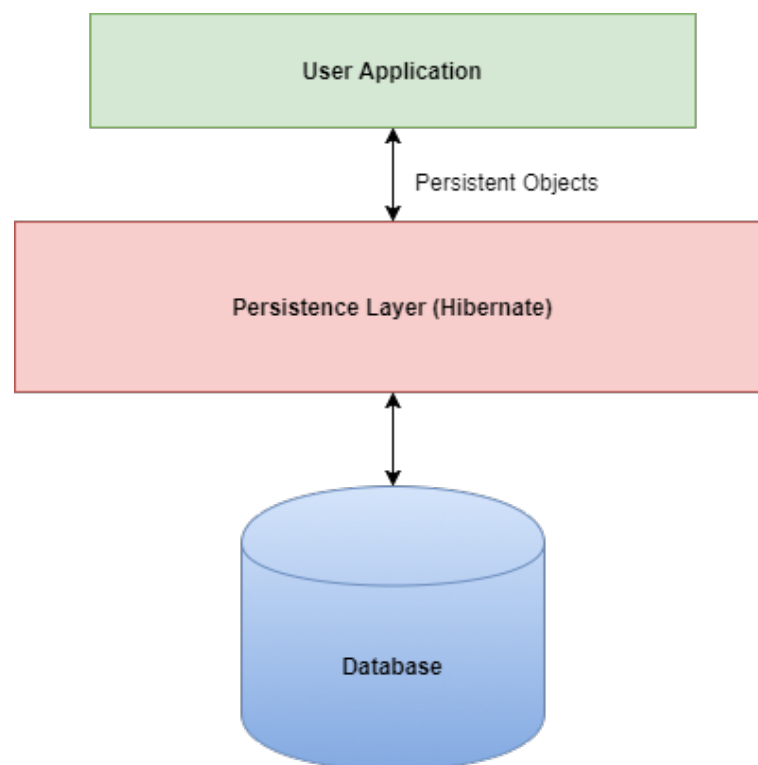 User Application
Persistent Objects
Persistence Layer (Hibernate)
Database